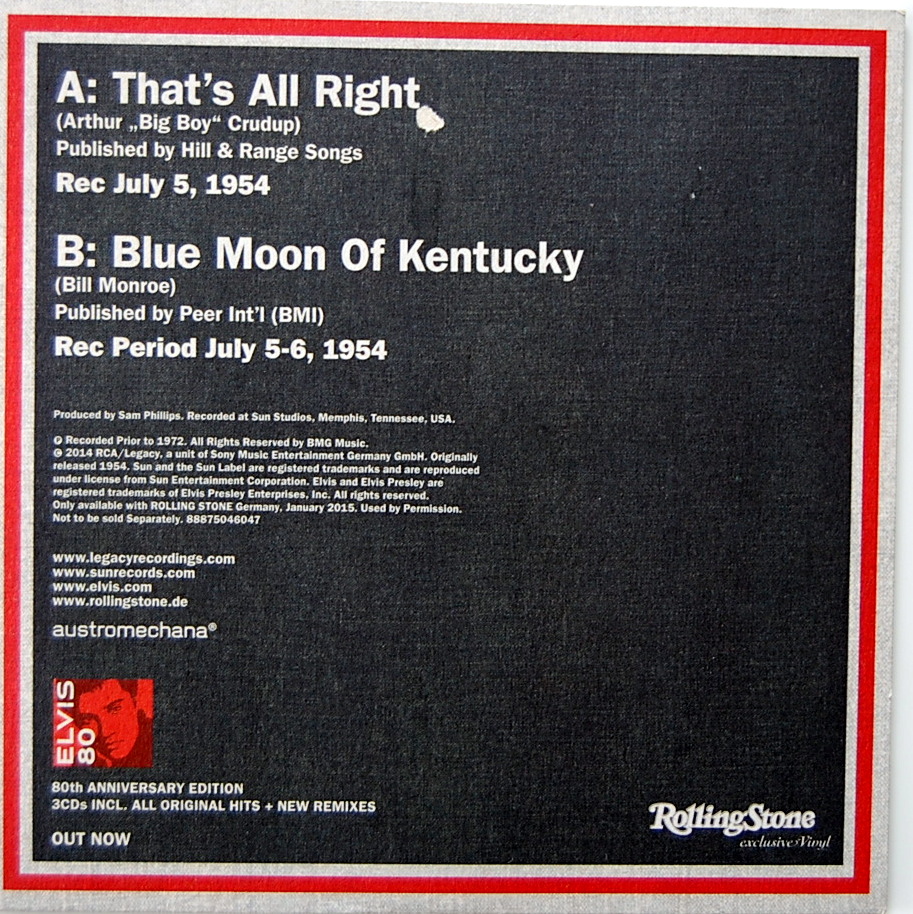 A: That's All Right
(Arthur „Big Boy“ Crudup)
Published by Hill & Range Songs
Rec July 5, 1954
B: Blue Moon Of Kentucky
(Bill Monroe)
Published by Peer Int'l (BMI)
Rec Period July 5-6, 1954
Produced by Sam Phillips. Recorded at Sun Studios, Memphis, Tennessee, USA.
℗ Recorded Prior to 1972. All Rights Reserved by BMG Music.
© 2014 RCA/Legacy, a unit of Sony Music Entertainment Germany GmbH. Originally
released 1954. Sun and the Sun Label are registered trademarks and are reproduced
under license from Sun Entertainment Corporation. Elvis and Elvis Presley are
registered trademarks of Elvis Presley Enterprises, Inc. All rights reserved.
Only available with ROLLING STONE Germany, January 2015. Used by Permission.
Not to be sold Separately. 88875046047
www.legacyrecordings.com
www.sunrecords.com
www.elvis.com
www.rollingstone.de
austromechana®
ELVIS
80
80th ANNIVERSARY EDITION
3CDs INCL. ALL ORIGINAL HITS + NEW REMIXES
OUT NOW
RollingStone
exclusive Vinyl